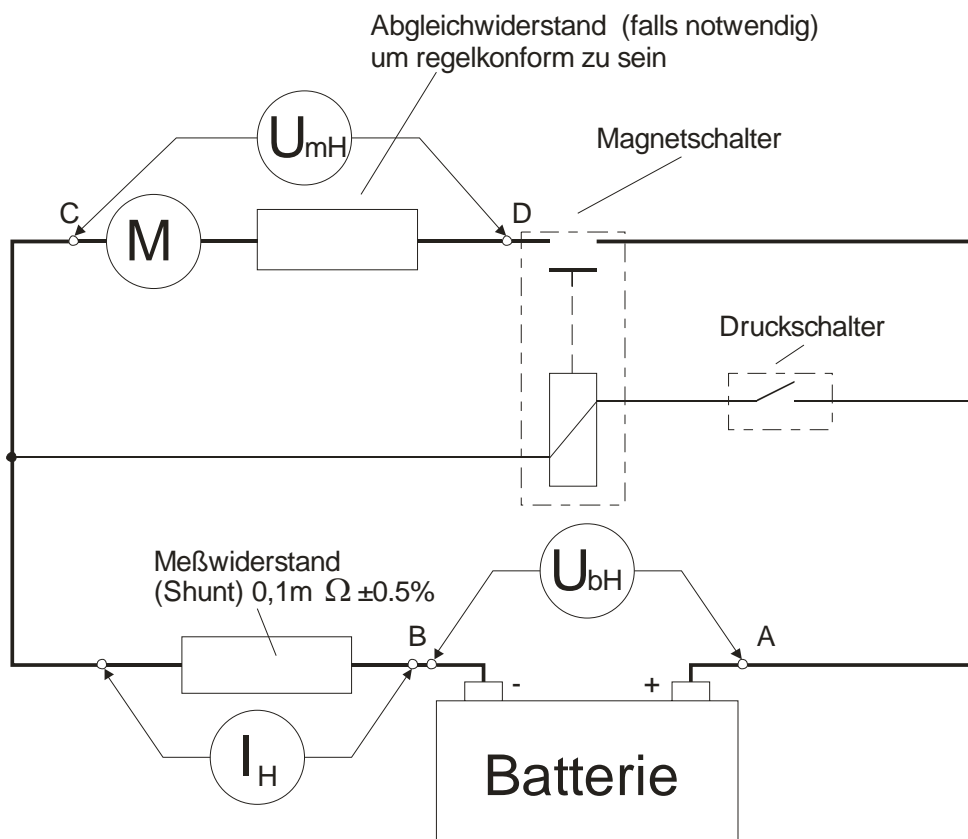 Abgleichwiderstand (falls notwendig)
um regelkonform zu sein
UmH
Magnetschalter
C
D
M
Druckschalter
Meßwiderstand
(Shunt) 0,1m Ω ±0.5%
UbH
B
A
- +
IH
Batterie